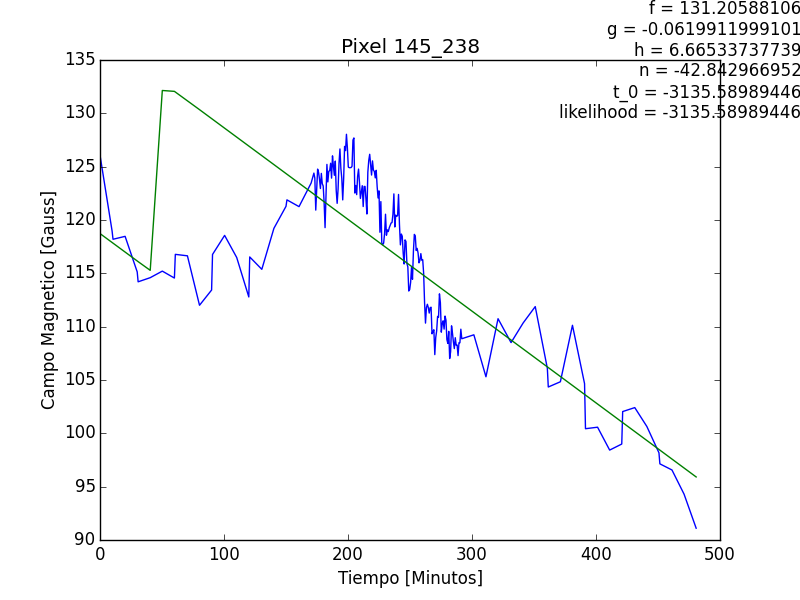 f = 131.20588106
g = -0.0619911999101
h = 6.66533737739
n = -42.842966952
t_0 = -3135.58989446
likelihood = -3135.58989446
Pixel 145_238
135
130
125
120
115
110
105
100
95
90
Campo Magnetico [Gauss]
0 100 200 300 400 500
Tiempo [Minutos]